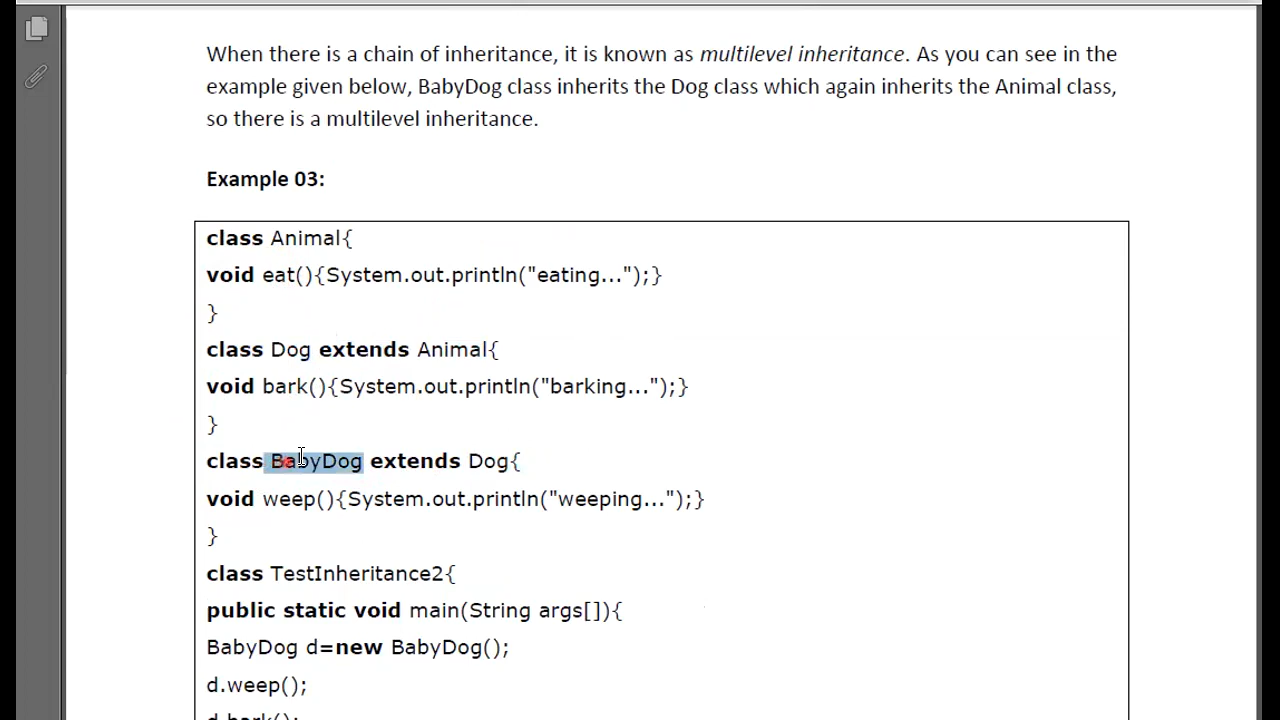 When there is a chain of inheritance, it is known as multilevel inheritance. As you can see in the
example given below, BabyDog class inherits the Dog class which again inherits the Animal class,
so there is a multilevel inheritance.
Example 03:
class Animal{
void eat(){System.out.println("eating...");}
}
class Dog extends Animal{
void bark(){System.out.println("barking...");}
}
class BabyDog extends Dog{
void weep(){System.out.println("weeping...");}
}
class TestInheritance2{
public static void main(String args[]){
BabyDog d=new BabyDog();
d.weep();
d.bark();